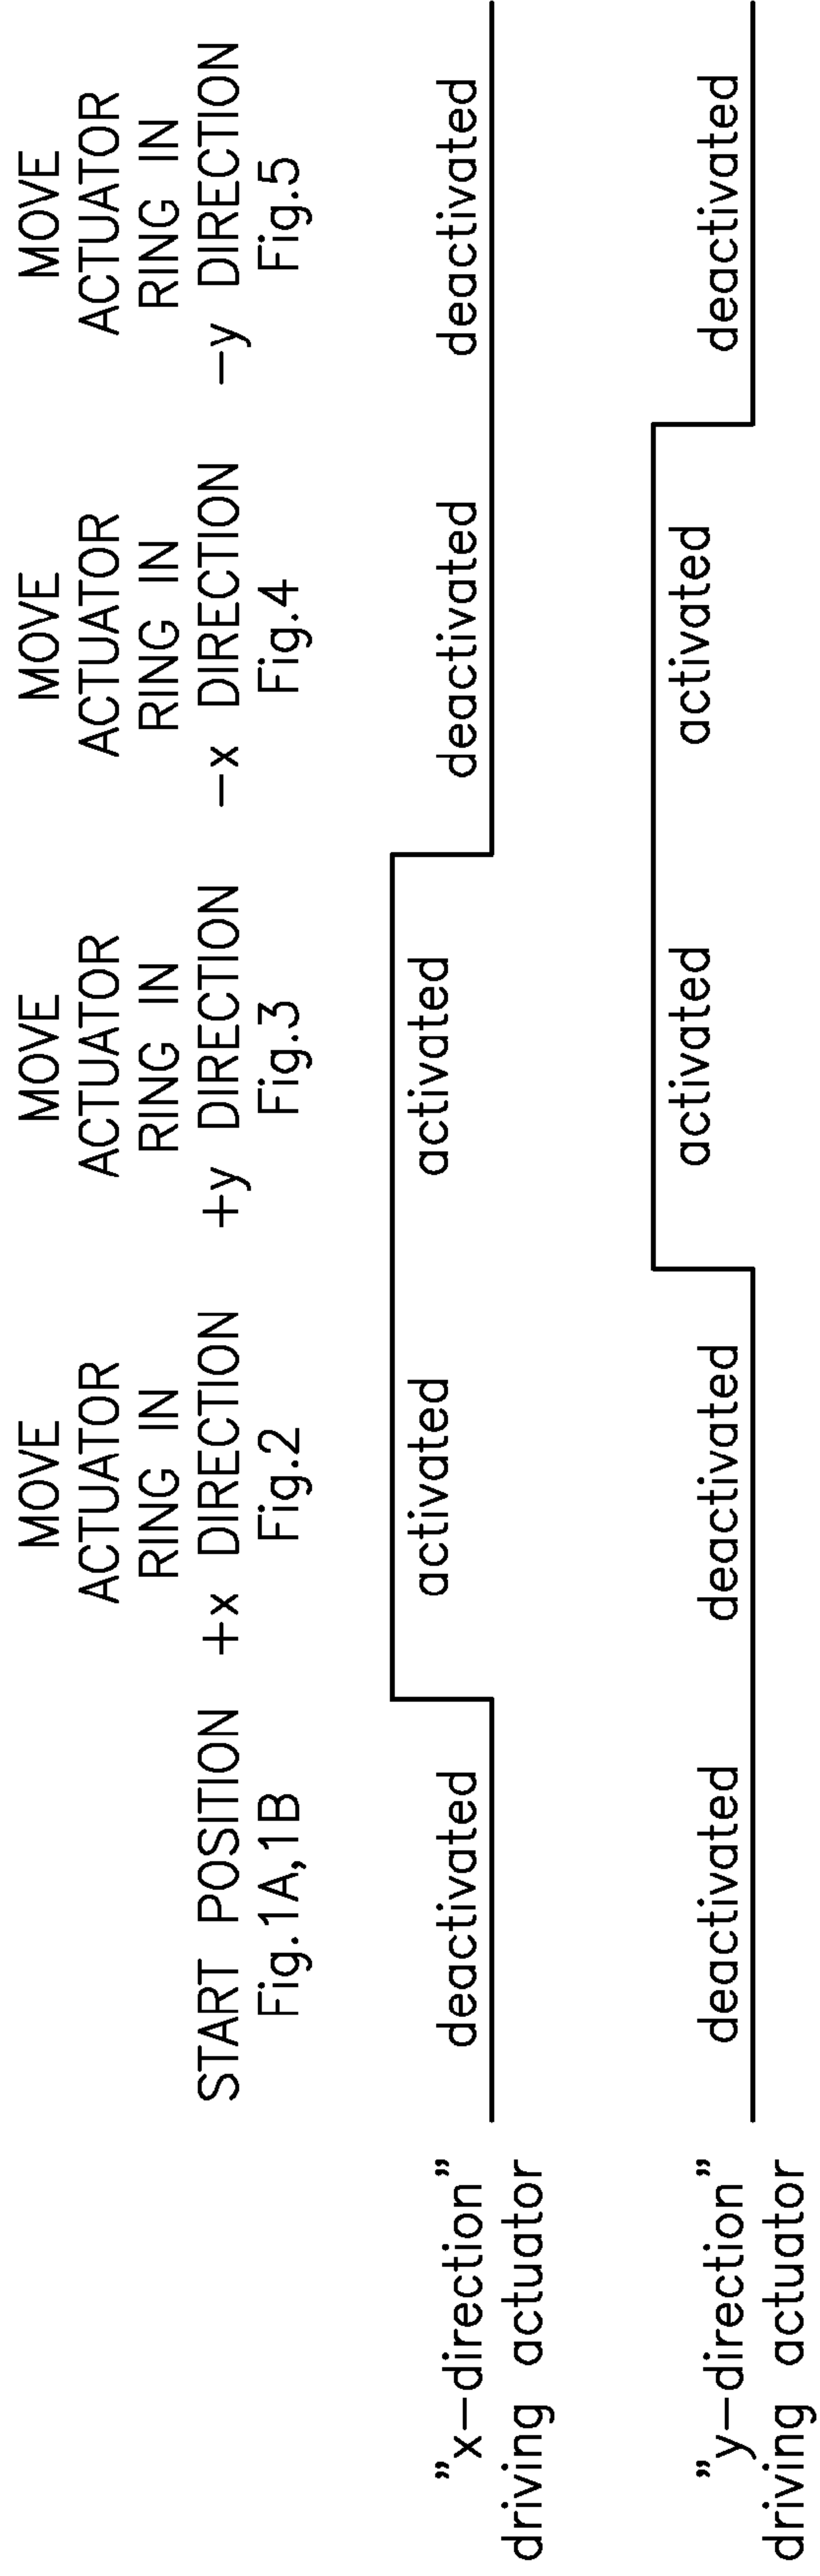 START POSITION
Fig.1A,1B
MOVE
ACTUATOR
RING IN
+x DIRECTION
Fig.2
MOVE
ACTUATOR
RING IN
+y DIRECTION
Fig.3
MOVE
ACTUATOR
RING IN
−x DIRECTION
Fig.4
MOVE
ACTUATOR
RING IN
−y DIRECTION
Fig.5
"x−direction"
driving actuator
deactivated
activated
activated
deactivated
deactivated
"y−direction"
driving actuator
deactivated
deactivated
activated
activated
deactivated